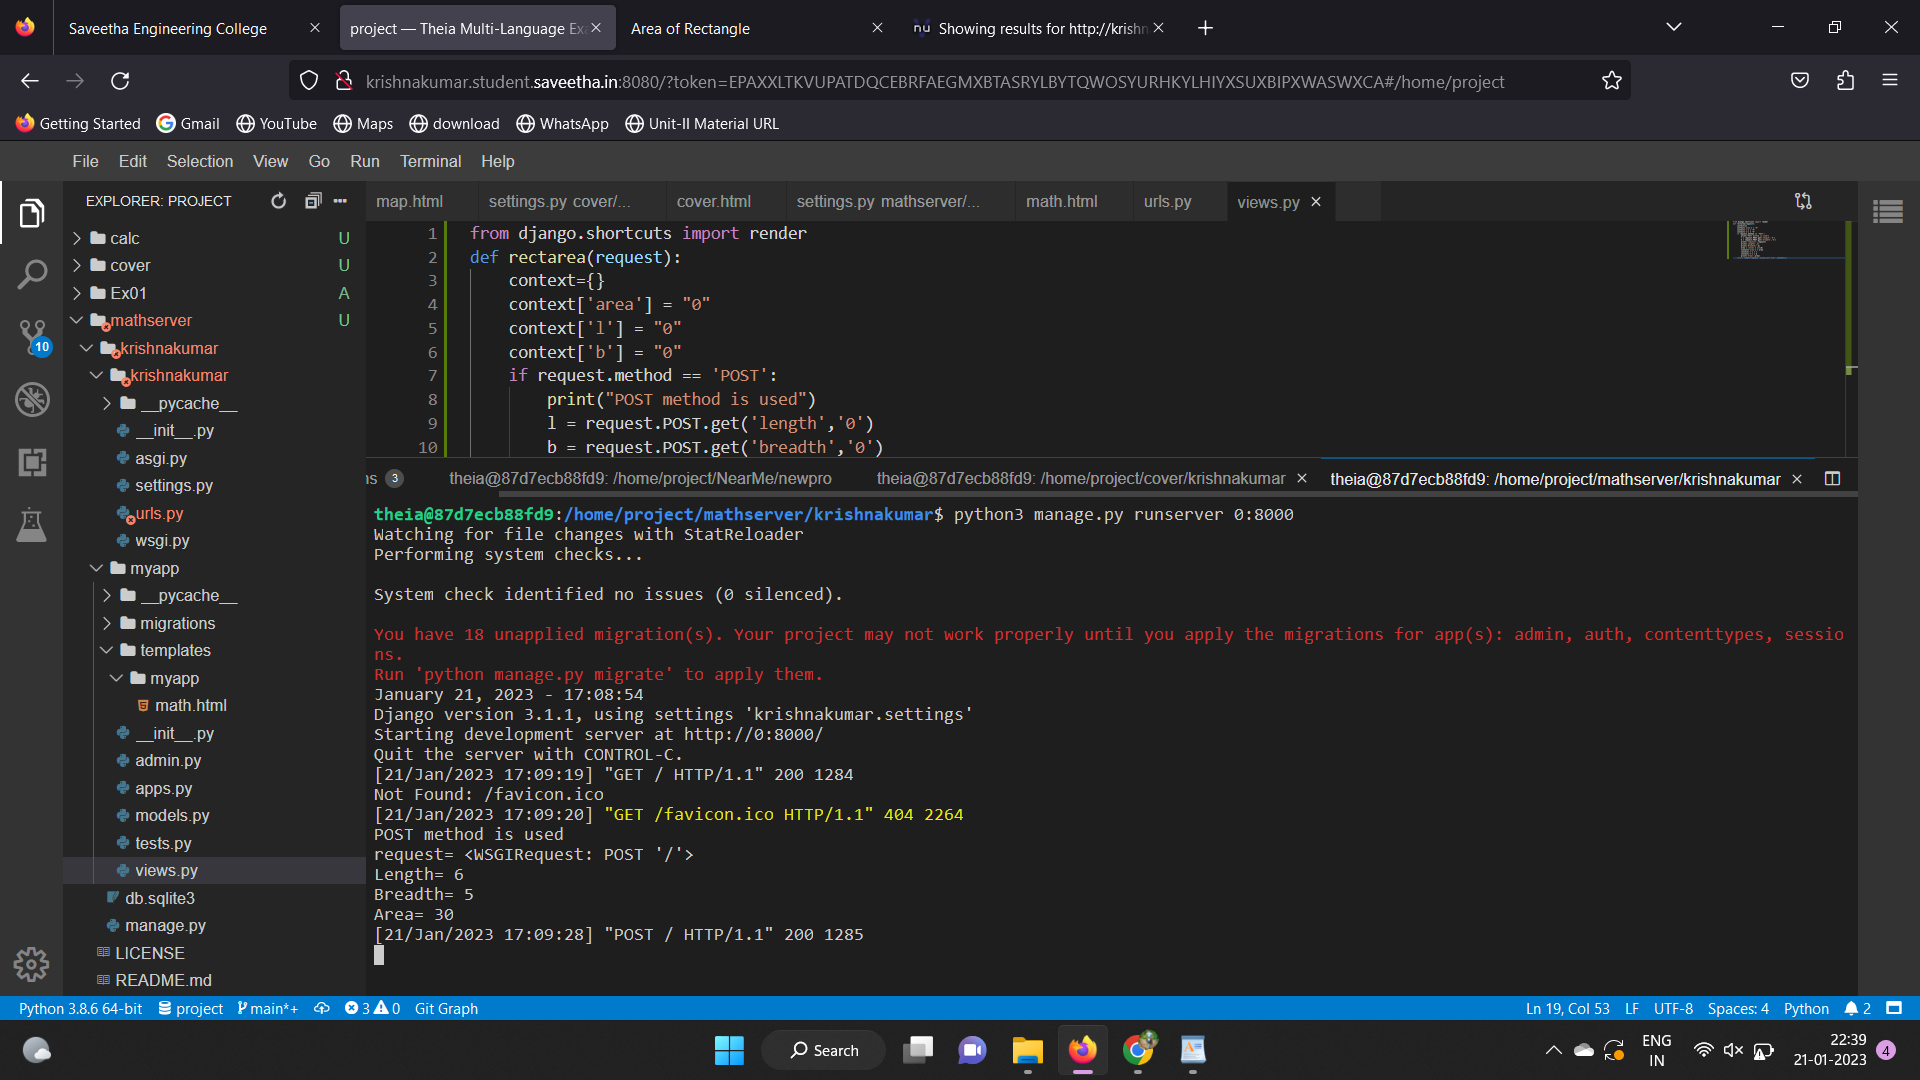 Saveetha Engineering College
project — Theia Multi-Language Ex
Area of Rectangle
nu Showing results for http://krishn
krishnakumar.student.saveetha.in:8080/?token=EPAXXLTKVUPATDQCEBRFAEGMXBTASRYLBYTQWOSYURHKYLHIYXSUXBIPXWASWXCA#/home/project
Getting Started
Gmail
YouTube
Maps
download
WhatsApp
Unit-II Material URL
File Edit Selection View Go Run Terminal Help
EXPLORER: PROJECT
map.html
settings.py cover/...
cover.html
settings.py mathserver/...
math.html
urls.py
views.py
calc U
cover U
Ex01 A
mathserver U
krishnakumar
krishnakumar
__pycache__
__init__.py
asgi.py
settings.py
urls.py
wsgi.py
myapp
__pycache__
migrations
templates
myapp
math.html
__init__.py
admin.py
apps.py
models.py
tests.py
views.py
db.sqlite3
manage.py
LICENSE
README.md
10
1 from django.shortcuts import render
2 def rectarea(request):
3 context={}
4 context['area'] = "0"
5 context['l'] = "0"
6 context['b'] = "0"
7 if request.method == 'POST':
8 print("POST method is used")
9 l = request.POST.get('length','0')
10 b = request.POST.get('breadth','0')
ns 3
theia@87d7ecb88fd9: /home/project/NearMe/newpro
theia@87d7ecb88fd9: /home/project/cover/krishnakumar
theia@87d7ecb88fd9: /home/project/mathserver/krishnakumar
theia@87d7ecb88fd9:/home/project/mathserver/krishnakumar$ python3 manage.py runserver 0:8000
Watching for file changes with StatReloader
Performing system checks...
System check identified no issues (0 silenced).
You have 18 unapplied migration(s). Your project may not work properly until you apply the migrations for app(s): admin, auth, contenttypes, sessio
ns.
Run 'python manage.py migrate' to apply them.
January 21, 2023 - 17:08:54
Django version 3.1.1, using settings 'krishnakumar.settings'
Starting development server at http://0:8000/
Quit the server with CONTROL-C.
[21/Jan/2023 17:09:19] "GET / HTTP/1.1" 200 1284
Not Found: /favicon.ico
[21/Jan/2023 17:09:20] "GET /favicon.ico HTTP/1.1" 404 2264
POST method is used
request= <WSGIRequest: POST '/'>
Length= 6
Breadth= 5
Area= 30
[21/Jan/2023 17:09:28] "POST / HTTP/1.1" 200 1285
Python 3.8.6 64-bit project main*+ 3 0 Git Graph
Ln 19, Col 53 LF UTF-8 Spaces: 4 Python 2
Search
ENG
IN
22:39
21-01-2023
4